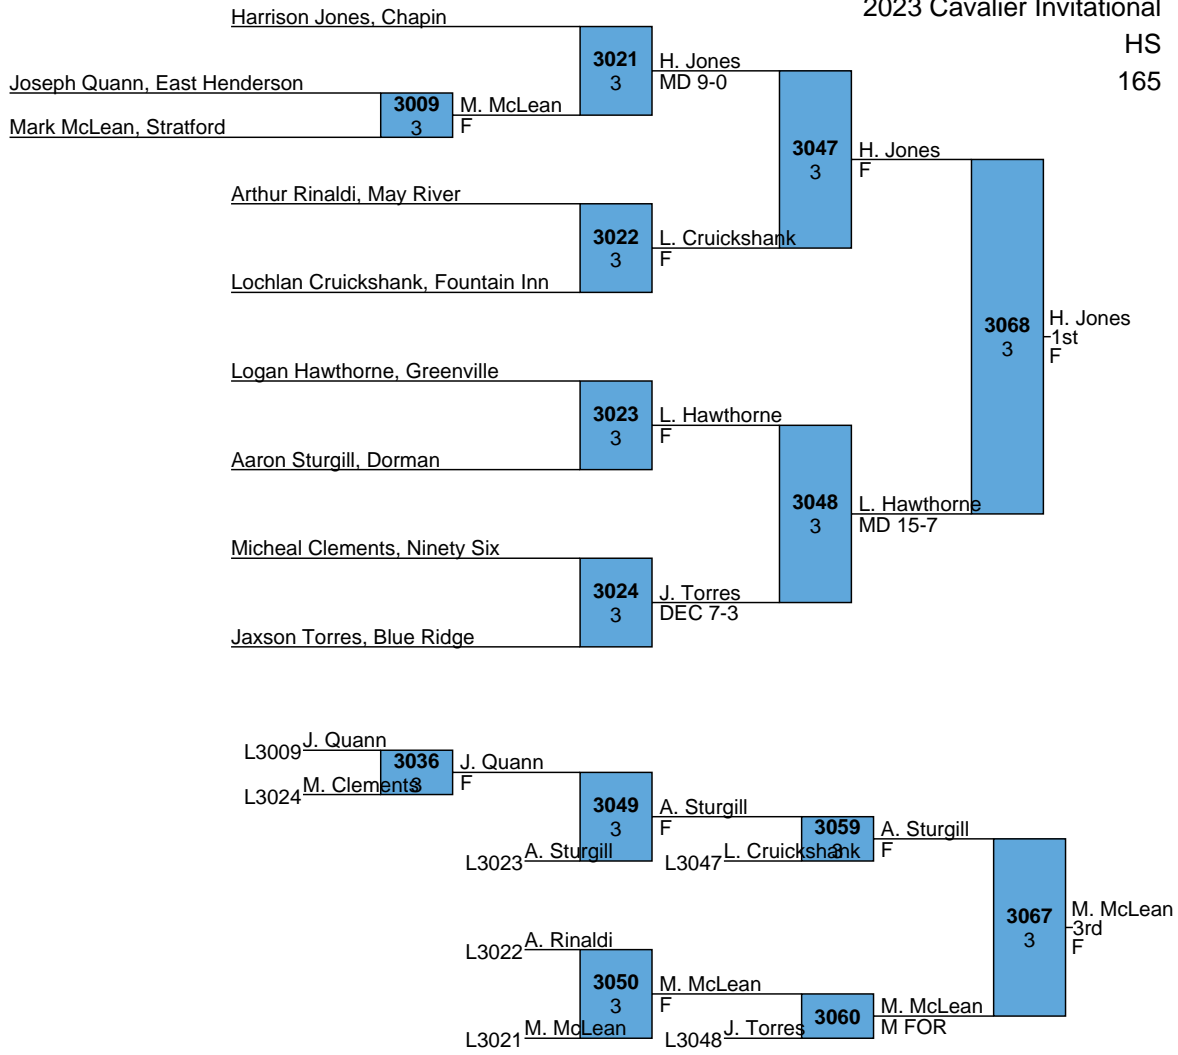 2023 Cavalier Invitational
HS
165
Harrison Jones, Chapin
3021
3
H. Jones
MD 9-0
Joseph Quann, East Henderson
3009
3
M. McLean
F
Mark McLean, Stratford
3047
3
H. Jones
F
Arthur Rinaldi, May River
3022
3
L. Cruickshank
F
Lochlan Cruickshank, Fountain Inn
3068
3
H. Jones
1st
F
Logan Hawthorne, Greenville
3023
3
L. Hawthorne
F
Aaron Sturgill, Dorman
3048
3
L. Hawthorne
MD 15-7
Micheal Clements, Ninety Six
3024
3
J. Torres
DEC 7-3
Jaxson Torres, Blue Ridge
L3009
J. Quann
3036
3
J. Quann
F
L3024
M. Clements
3049
3
A. Sturgill
F
L3023
A. Sturgill
L3047
L. Cruickshank
3059
3
A. Sturgill
F
3067
3
M. McLean
3rd
F
L3022
A. Rinaldi
3050
3
M. McLean
F
L3021
M. McLean
L3048
J. Torres
3060
M. McLean
M FOR